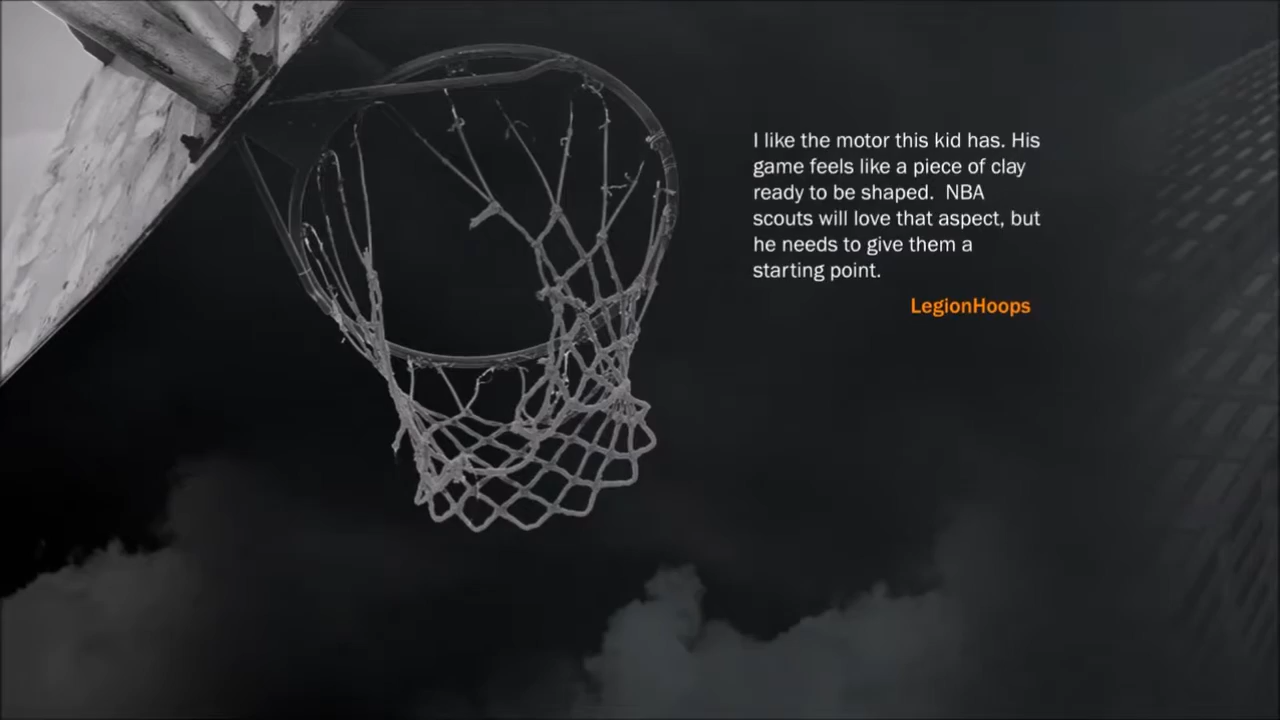 I like the motor this kid has. His
game feels like a piece of clay
ready to be shaped.  NBA
scouts will love that aspect, but
he needs to give them a
starting point.
LegionHoops